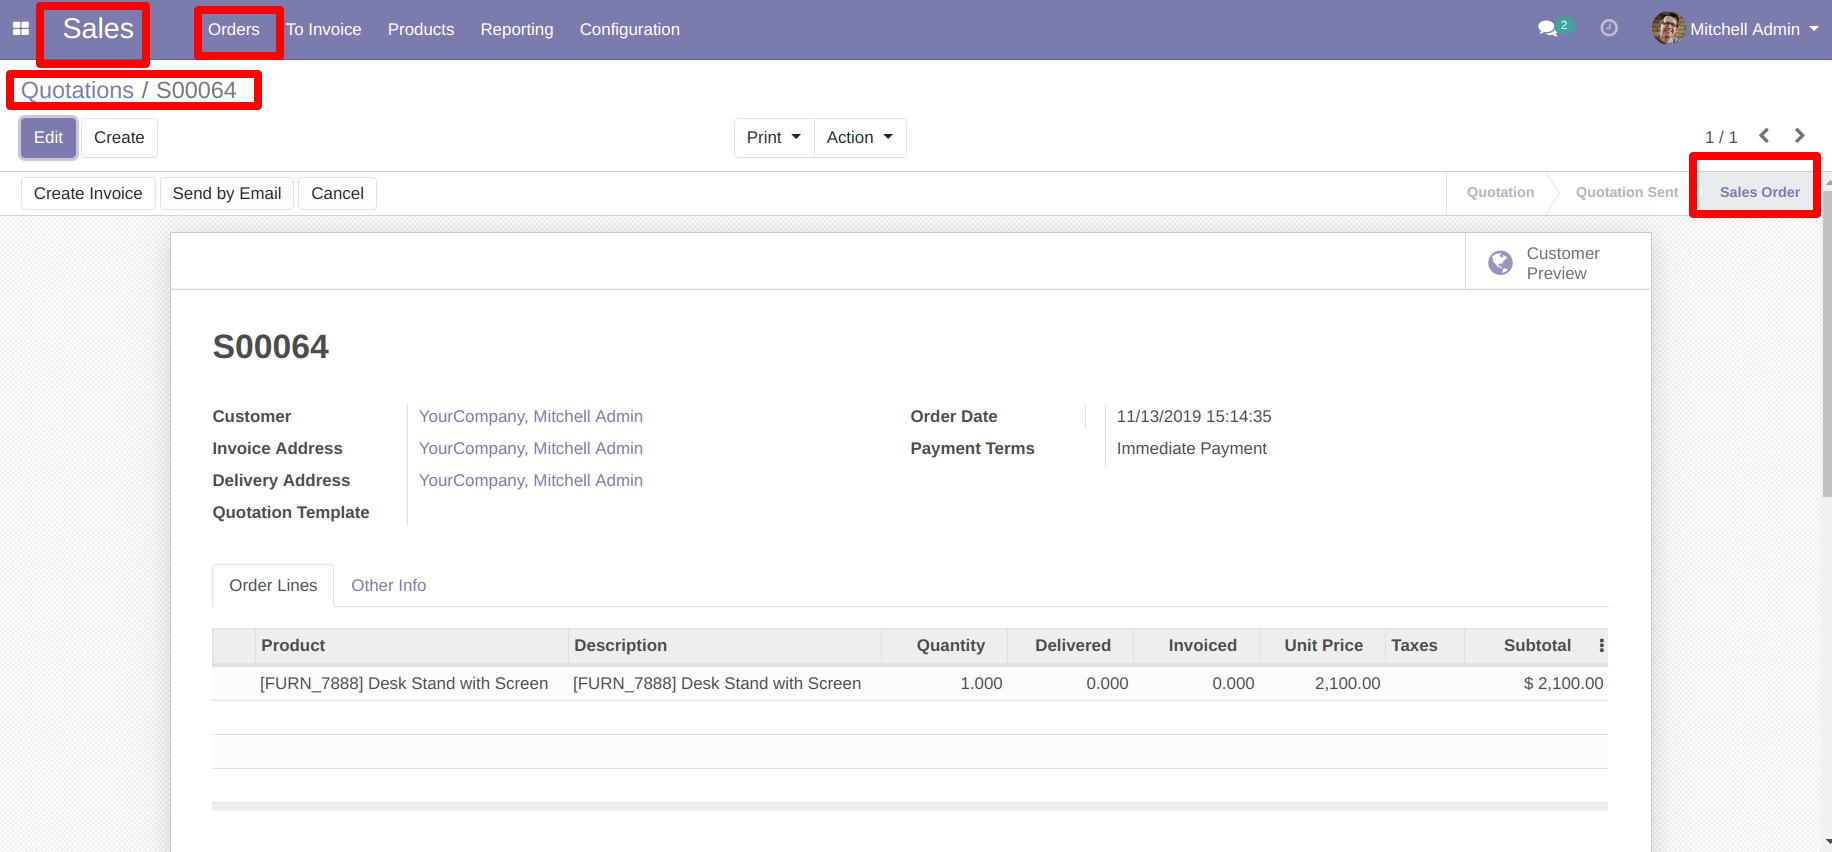 Sales Orders To Invoice Products Reporting Configuration 2 Mitchell Admin
Quotations / S00064
Edit Create Print Action 1 / 1
Create Invoice Send by Email Cancel Quotation Quotation Sent Sales Order
Customer
Preview
S00064
Customer YourCompany, Mitchell Admin Order Date 11/13/2019 15:14:35
Invoice Address YourCompany, Mitchell Admin Payment Terms Immediate Payment
Delivery Address YourCompany, Mitchell Admin
Quotation Template
Order Lines Other Info
Product Description Quantity Delivered Invoiced Unit Price Taxes Subtotal
[FURN_7888] Desk Stand with Screen [FURN_7888] Desk Stand with Screen 1.000 0.000 0.000 2,100.00 $ 2,100.00